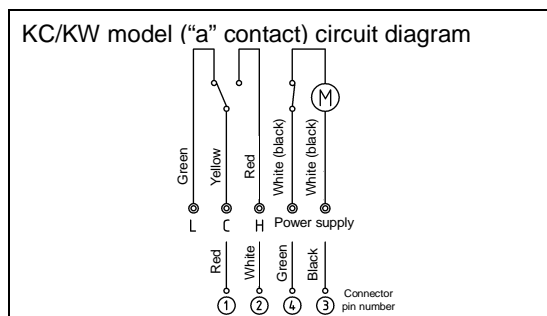 KC/KW model (“a” contact) circuit diagram
M
Green
Yellow
Red
White (black)
White (black)
L C H Power supply
Red
White
Green
Black
1 2 4 3 Connector
pin number